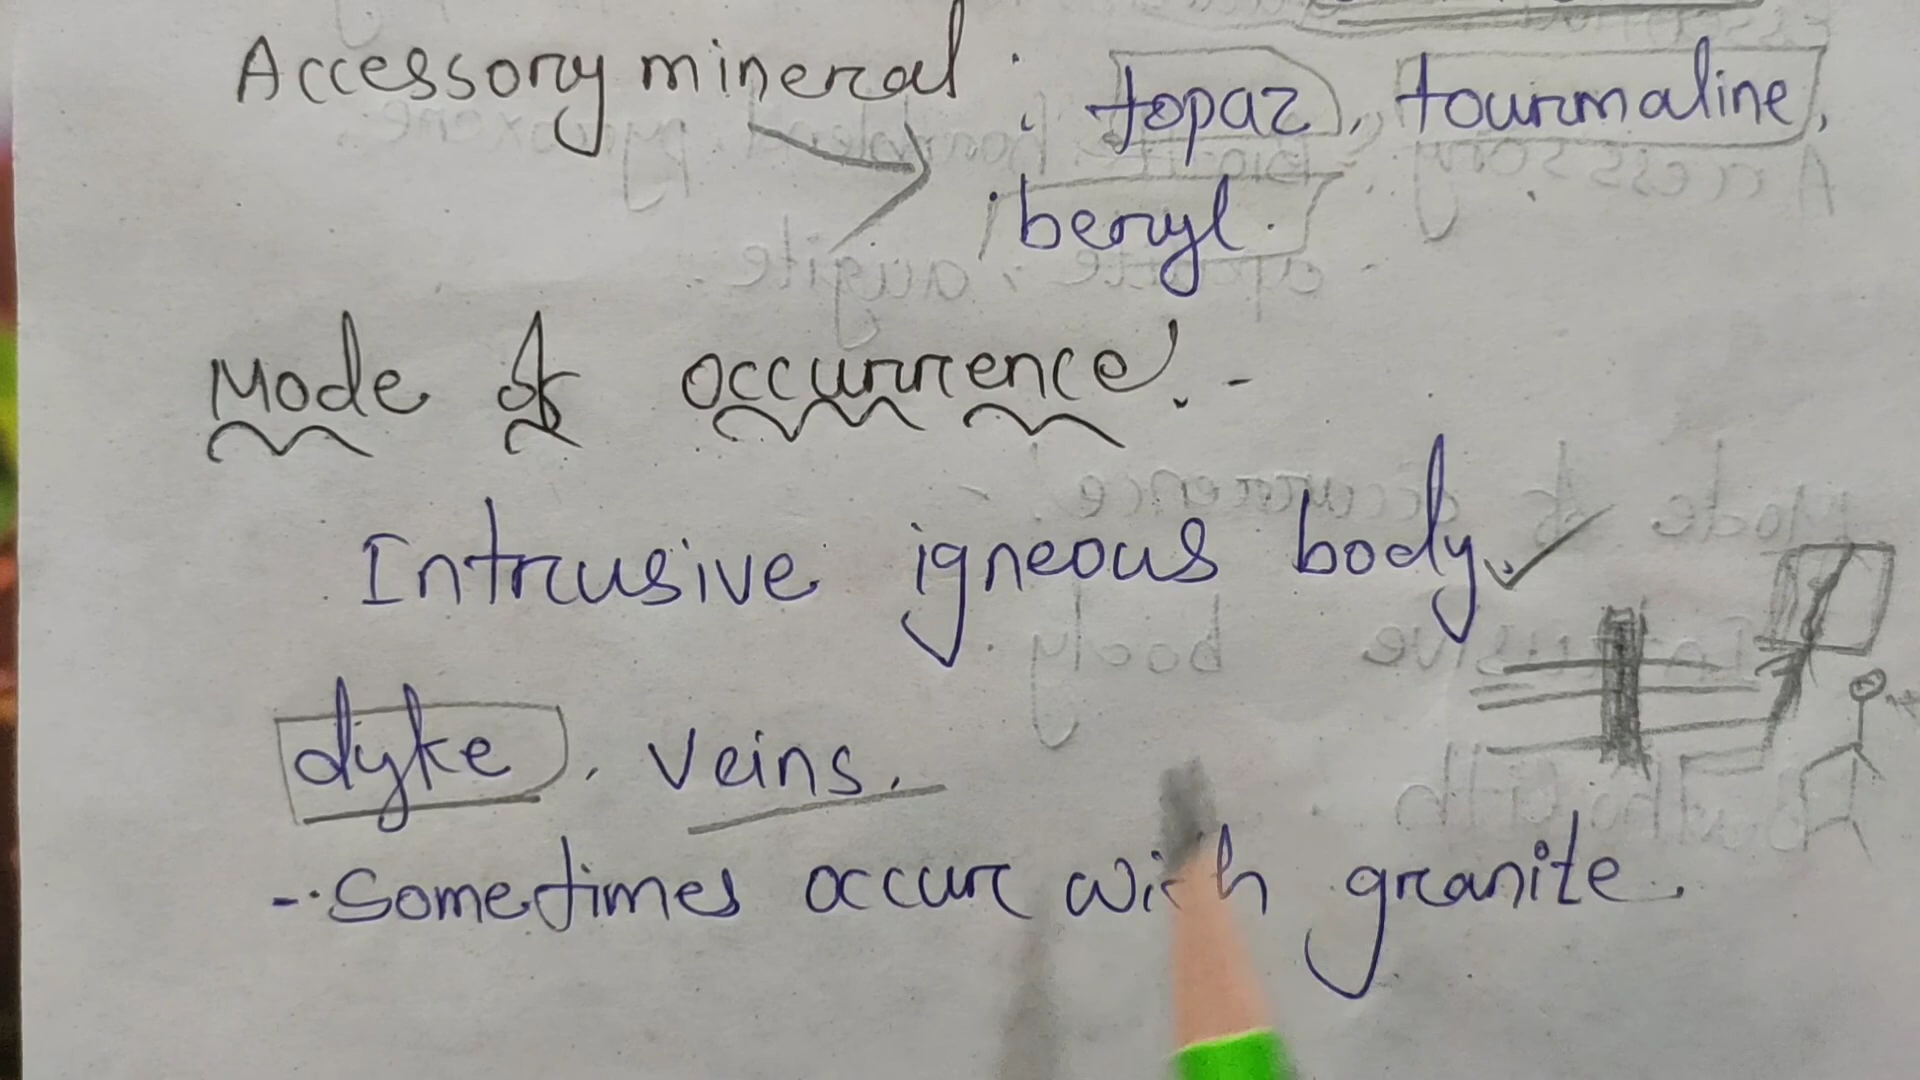 Accessory mineral : topaz, tourmaline,
beryl.
Mode of occurrence:-
Intrusive igneous body.
dyke, veins.
-. Sometimes occur with granite.